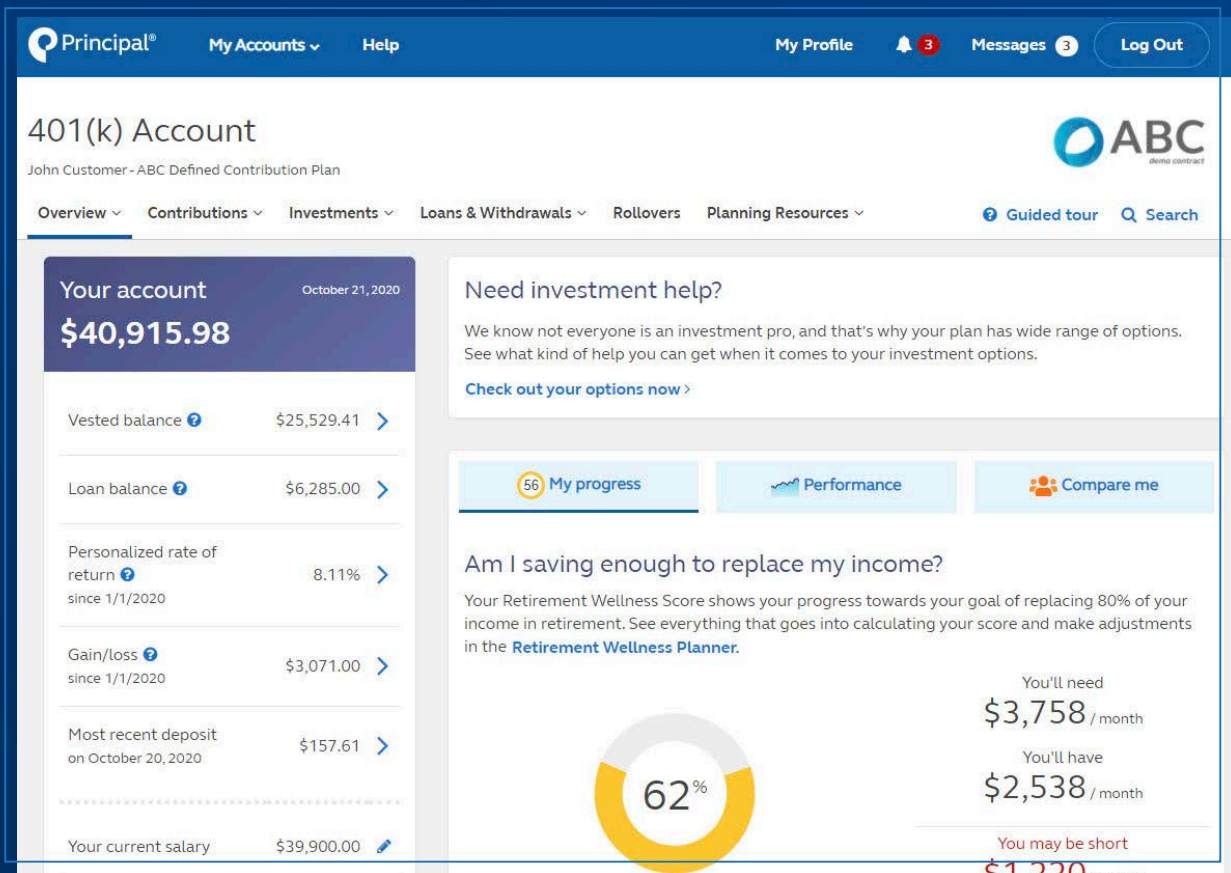 Principal® My Accounts Help My Profile 3 Messages 3 Log Out
401(k) Account
ABC
demo contract
John Customer - ABC Defined Contribution Plan
Overview Contributions Investments Loans & Withdrawals Rollovers Planning Resources Guided tour Search
Your account October 21, 2020
$40,915.98
Vested balance $25,529.41
Loan balance $6,285.00
Personalized rate of
return 8.11%
since 1/1/2020
Gain/loss
$3,071.00
since 1/1/2020
Most recent deposit
$157.61
on October 20, 2020
Your current salary $39,900.00
Need investment help?
We know not everyone is an investment pro, and that's why your plan has wide range of options.
See what kind of help you can get when it comes to your investment options.
Check out your options now >
56 My progress Performance Compare me
Am I saving enough to replace my income?
Your Retirement Wellness Score shows your progress towards your goal of replacing 80% of your
income in retirement. See everything that goes into calculating your score and make adjustments
in the Retirement Wellness Planner.
62%
You'll need
$3,758 / month
You'll have
$2,538 / month
You may be short
$1,220